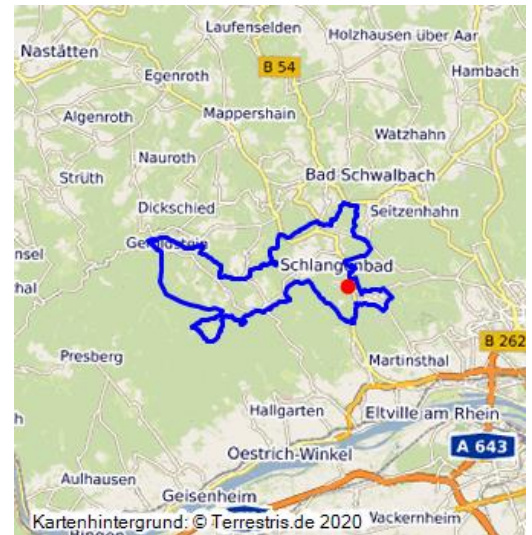 Laufenselden
Holzhausen über Aar
Nastätten
B 54
Egenroth
Hambach
Algenroth
Mappershain
Watzhahn
Nauroth
Strüth
Bad Schwalbach
Dickschied
Seitzenhahn
Geroldstein
nsel
Schlangenbad
hal
B 262
Presberg
Martinsthal
Hallgarten
Eltville am Rhein
h
Oestrich-Winkel
A 643
Aulhausen
Geisenheim
Kartenhintergrund: © Terrestris.de 2020
Vackernheim